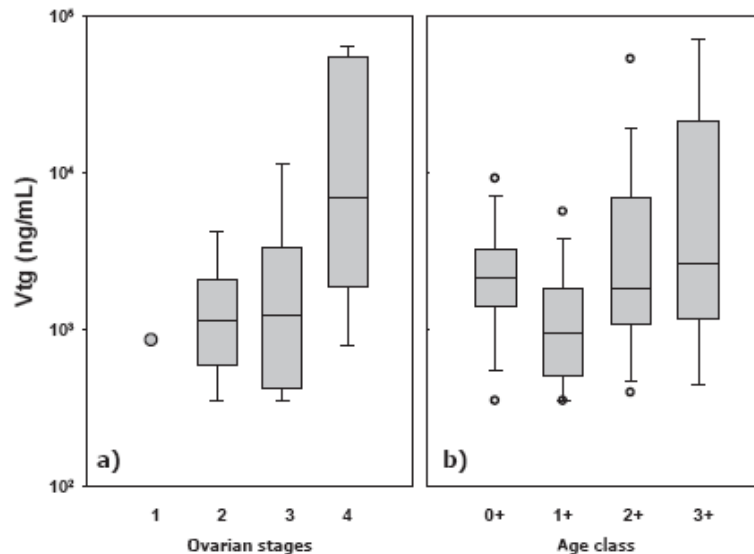 Vtg (ng/mL)
10⁵
10⁴
10³
10²
a)
1 2 3 4
Ovarian stages
b)
0+ 1+ 2+ 3+
Age class